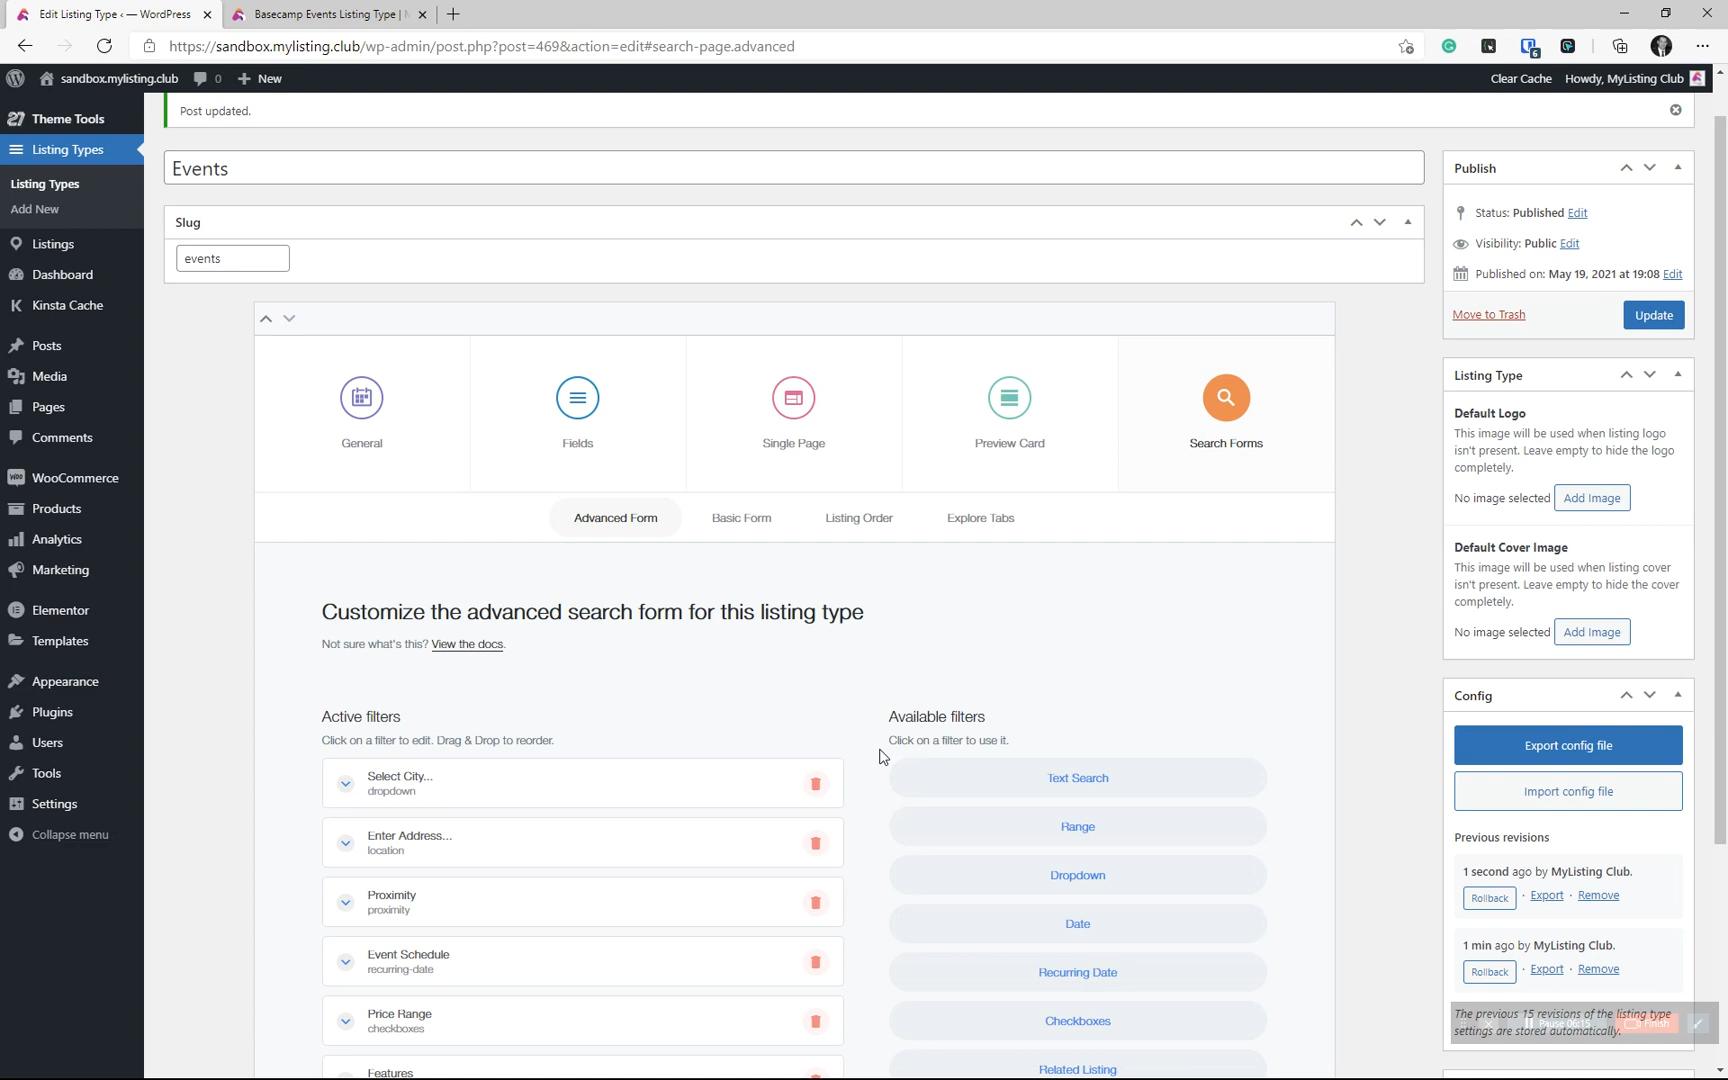 Edit Listing Type ‹ — WordPress
Basecamp Events Listing Type |
https://sandbox.mylisting.club/wp-admin/post.php?post=469&action=edit#search-page.advanced
6
sandbox.mylisting.club
0
New
Clear Cache
Howdy, MyListing Club
27 Theme Tools
Listing Types
Listing Types
Add New
Listings
Dashboard
Kinsta Cache
Posts
Media
Pages
Comments
WooCommerce
Products
Analytics
Marketing
Elementor
Templates
Appearance
Plugins
Users
Tools
Settings
Collapse menu
Post updated.
Events
Slug
events
General
Fields
Single Page
Preview Card
Search Forms
Advanced Form
Basic Form
Listing Order
Explore Tabs
Customize the advanced search form for this listing type
Not sure what's this? View the docs.
Active filters
Click on a filter to edit. Drag & Drop to reorder.
Select City...
dropdown
Enter Address...
location
Proximity
proximity
Event Schedule
recurring-date
Price Range
checkboxes
Features
Available filters
Click on a filter to use it.
Text Search
Range
Dropdown
Date
Recurring Date
Checkboxes
Related Listing
Publish
Status: Published Edit
Visibility: Public Edit
Published on: May 19, 2021 at 19:08 Edit
Move to Trash
Update
Listing Type
Default Logo
This image will be used when listing logo
isn't present. Leave empty to hide the logo
completely.
No image selected
Add Image
Default Cover Image
This image will be used when listing cover
isn't present. Leave empty to hide the cover
completely.
No image selected
Add Image
Config
Export config file
Import config file
Previous revisions
1 second ago by MyListing Club.
Rollback · Export · Remove
1 min ago by MyListing Club.
Rollback · Export · Remove
The previous 15 revisions of the listing type
settings are stored automatically.
Pause 06:15
Finish